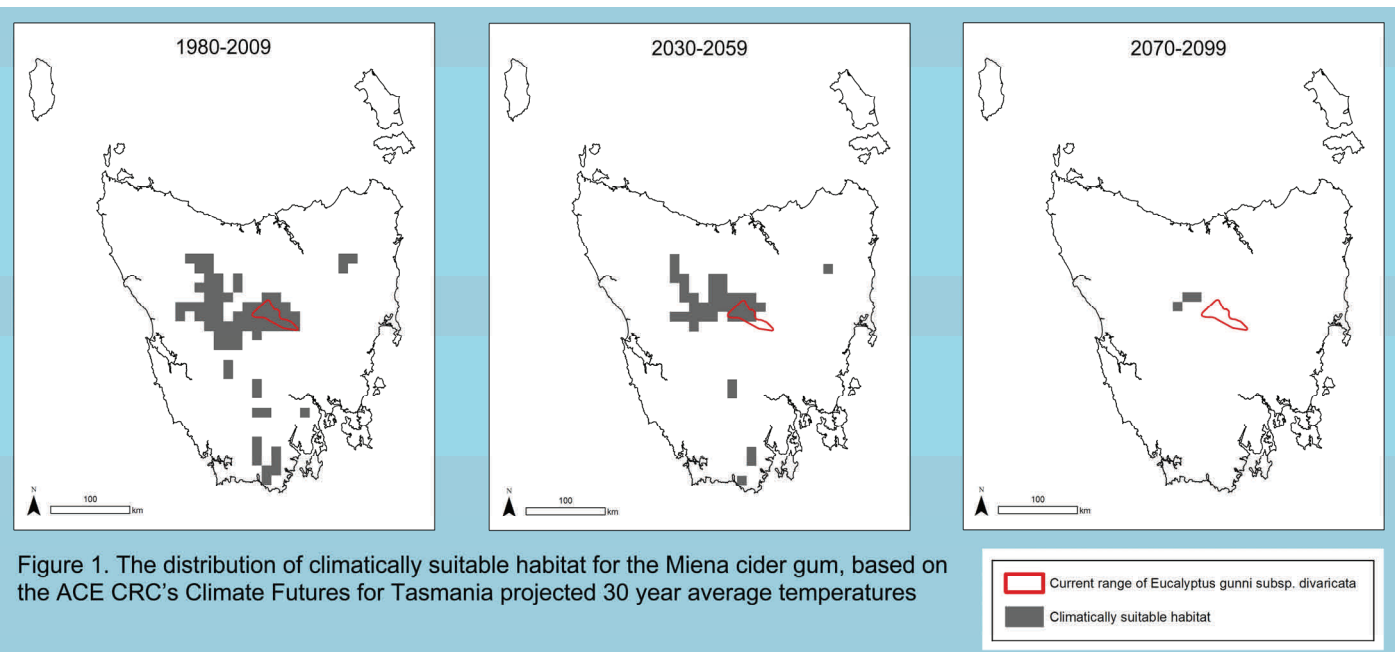 1980-2009
2030-2059
2070-2099
N
100
km
N
100
km
N
100
km
Figure 1. The distribution of climatically suitable habitat for the Miena cider gum, based on
the ACE CRC's Climate Futures for Tasmania projected 30 year average temperatures
Current range of Eucalyptus gunni subsp. divaricata
Climatically suitable habitat